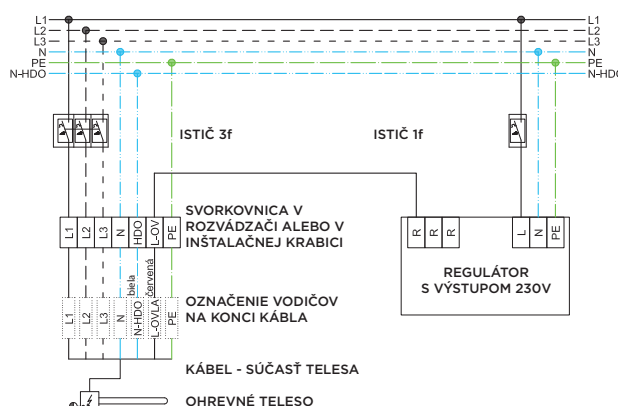 L1
L2
L3
N
PE
N-HDO
L1
L2
L3
N
PE
N-HDO
ISTIČ 3f
ISTIČ 1f
L1
L2
L3
N
HDO
L-OV
PE
SVORKOVNICA V
ROZVÁDZAČI ALEBO V
INŠTALAČNEJ KRABICI
R
R
R
L
N
PE
REGULÁTOR
S VÝSTUPOM 230V
biela
červená
L1
L2
L3
N
N-HDO
L-OVLA
PE
OZNAČENIE VODIČOV
NA KONCI KÁBLA
KÁBEL - SÚČASŤ TELESA
OHREVNÉ TELESO